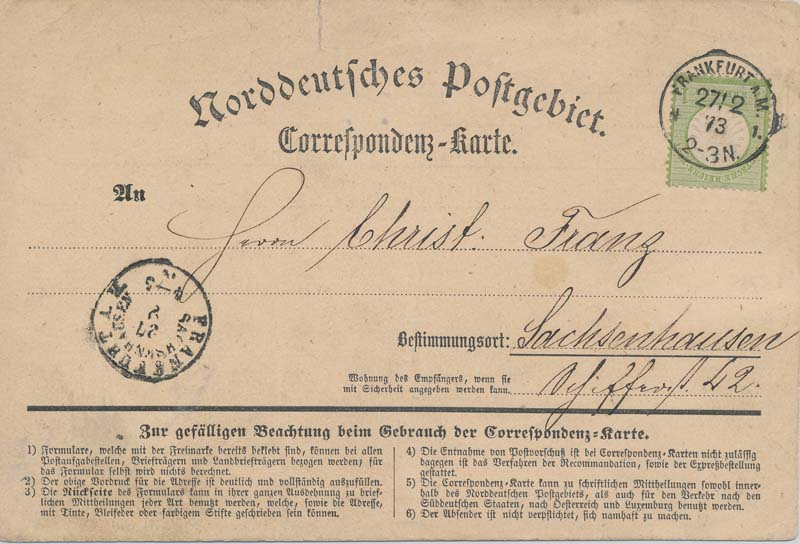 Norddeutsches Postgebiet.
Correspondenz-Karte.
FRANKFURT A.M.
27/2
73
2-3N.
1.
An
Herrn Christ. Franz
FRANKFURT A. M.
SACHSENHAUSEN
27
2
Bestimmungsort: Sachsenhausen
Wohnung des Empfängers, wenn sie
mit Sicherheit angegeben werden kann.
42.
Zur gefälligen Beachtung beim Gebrauch der Correspondenz-Karte.
1) Formulare, welche mit der Freimarke bereits beklebt sind, können bei allen
Postaufgabestellen, Briefträgern und Landbriefträgern bezogen werden; für
das Formular selbst wird nichts berechnet.
2) Der obige Vordruck für die Adresse ist deutlich und vollständig auszufüllen.
3) Die Rückseite des Formulars kann in ihrer ganzen Ausdehnung zu brief-
lichen Mittheilungen jeder Art benutzt werden, welche, sowie die Adresse,
mit Tinte, Bleifeder oder farbigem Stifte geschrieben sein können.
4) Die Entnahme von Postvorschuß ist bei Correspondenz-Karten nicht zulässig
dagegen ist das Verfahren der Recommandation, sowie der Expreßbestellung
gestattet.
5) Die Correspondenz-Karte kann zu schriftlichen Mittheilungen sowohl inner-
halb des Norddeutschen Postgebiets, als auch für den Verkehr nach den
Süddeutschen Staaten, nach Oesterreich und Luxemburg benutzt werden.
6) Der Absender ist nicht verpflichtet, sich namhaft zu machen.